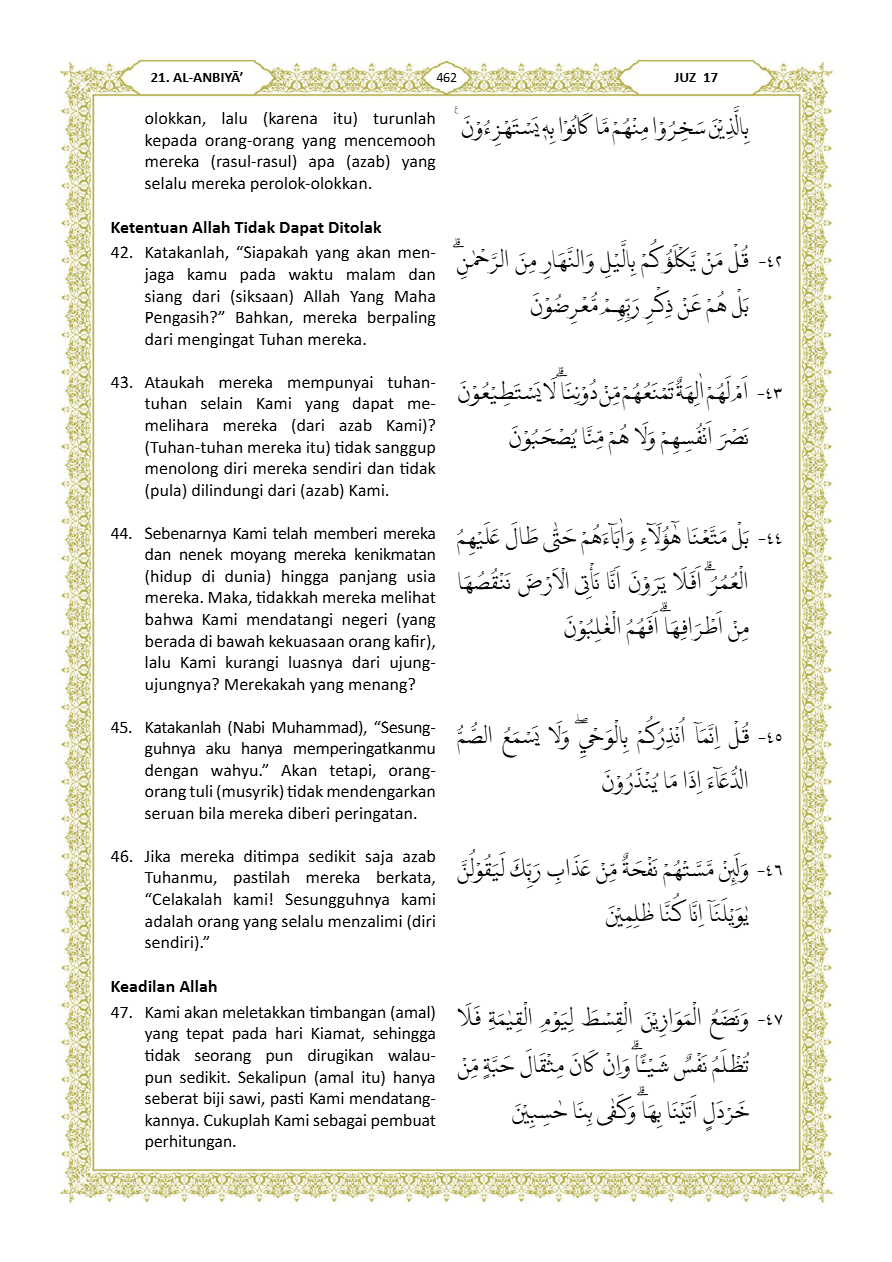 21. AL-ANBIYĀ’
462
JUZ 17
olokkan, lalu (karena itu) turunlah
kepada orang-orang yang mencemooh
mereka (rasul-rasul) apa (azab) yang
selalu mereka perolok-olokkan.
بِالَّذِيْنَ سَخِرُوْا مِنْهُمْ مَّا كَانُوْا بِهٖ يَسْتَهْزِءُوْنَ ࣖ
Ketentuan Allah Tidak Dapat Ditolak
42. Katakanlah, “Siapakah yang akan men-
jaga kamu pada waktu malam dan
siang dari (siksaan) Allah Yang Maha
Pengasih?” Bahkan, mereka berpaling
dari mengingat Tuhan mereka.
٤٢- قُلْ مَنْ يَّكْلَؤُكُمْ بِالَّيْلِ وَالنَّهَارِ مِنَ الرَّحْمٰنِۗ
بَلْ هُمْ عَنْ ذِكْرِ رَبِّهِمْ مُّعْرِضُوْنَ
43. Ataukah mereka mempunyai tuhan-
tuhan selain Kami yang dapat me-
melihara mereka (dari azab Kami)?
(Tuhan-tuhan mereka itu) tidak sanggup
menolong diri mereka sendiri dan tidak
(pula) dilindungi dari (azab) Kami.
٤٣- اَمْ لَهُمْ اٰلِهَةٌ تَمْنَعُهُمْ مِّنْ دُوْنِنَاۗ لَا يَسْتَطِيْعُوْنَ
نَصْرَ اَنْفُسِهِمْ وَلَا هُمْ مِّنَّا يُصْحَبُوْنَ
44. Sebenarnya Kami telah memberi mereka
dan nenek moyang mereka kenikmatan
(hidup di dunia) hingga panjang usia
mereka. Maka, tidakkah mereka melihat
bahwa Kami mendatangi negeri (yang
berada di bawah kekuasaan orang kafir),
lalu Kami kurangi luasnya dari ujung-
ujungnya? Merekakah yang menang?
٤٤- بَلْ مَتَّعْنَا هٰٓؤُلَاۤءِ وَاٰبَاۤءَهُمْ حَتّٰى طَالَ عَلَيْهِمُ
الْعُمُرُۗ اَفَلَا يَرَوْنَ اَنَّا نَأْتِى الْاَرْضَ نَنْقُصُهَا
مِنْ اَطْرَافِهَاۗ اَفَهُمُ الْغٰلِبُوْنَ
45. Katakanlah (Nabi Muhammad), “Sesung-
guhnya aku hanya memperingatkanmu
dengan wahyu.” Akan tetapi, orang-
orang tuli (musyrik) tidak mendengarkan
seruan bila mereka diberi peringatan.
٤٥- قُلْ اِنَّمَآ اُنْذِرُكُمْ بِالْوَحْيِۖ وَلَا يَسْمَعُ الصُّمُّ
الدُّعَاۤءَ اِذَا مَا يُنْذَرُوْنَ
46. Jika mereka ditimpa sedikit saja azab
Tuhanmu, pastilah mereka berkata,
“Celakalah kami! Sesungguhnya kami
adalah orang yang selalu menzalimi (diri
sendiri).”
٤٦- وَلَىِٕنْ مَّسَّتْهُمْ نَفْحَةٌ مِّنْ عَذَابِ رَبِّكَ لَيَقُوْلُنَّ
يٰوَيْلَنَآ اِنَّا كُنَّا ظٰلِمِيْنَ
Keadilan Allah
47. Kami akan meletakkan timbangan (amal)
yang tepat pada hari Kiamat, sehingga
tidak seorang pun dirugikan walau-
pun sedikit. Sekalipun (amal itu) hanya
seberat biji sawi, pasti Kami mendatang-
kannya. Cukuplah Kami sebagai pembuat
perhitungan.
٤٧- وَنَضَعُ الْمَوَازِيْنَ الْقِسْطَ لِيَوْمِ الْقِيٰمَةِ فَلَا
تُظْلَمُ نَفْسٌ شَيْـًٔاۗ وَاِنْ كَانَ مِثْقَالَ حَبَّةٍ مِّنْ
خَرْدَلٍ اَتَيْنَا بِهَاۗ وَكَفٰى بِنَا حٰسِبِيْنَ